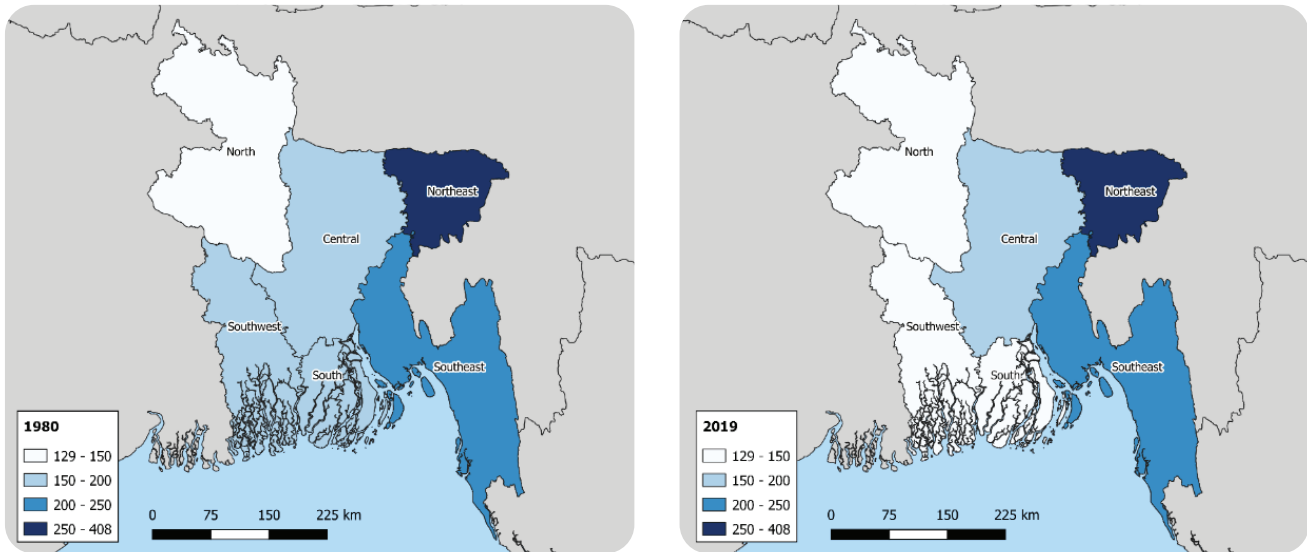 North
Northeast
Central
Southwest
Southeast
South
1980
129 - 150
150 - 200
200 - 250
250 - 408
0 75 150 225 km
North
Northeast
Central
Southwest
Southeast
South
2019
129 - 150
150 - 200
200 - 250
250 - 408
0 75 150 225 km